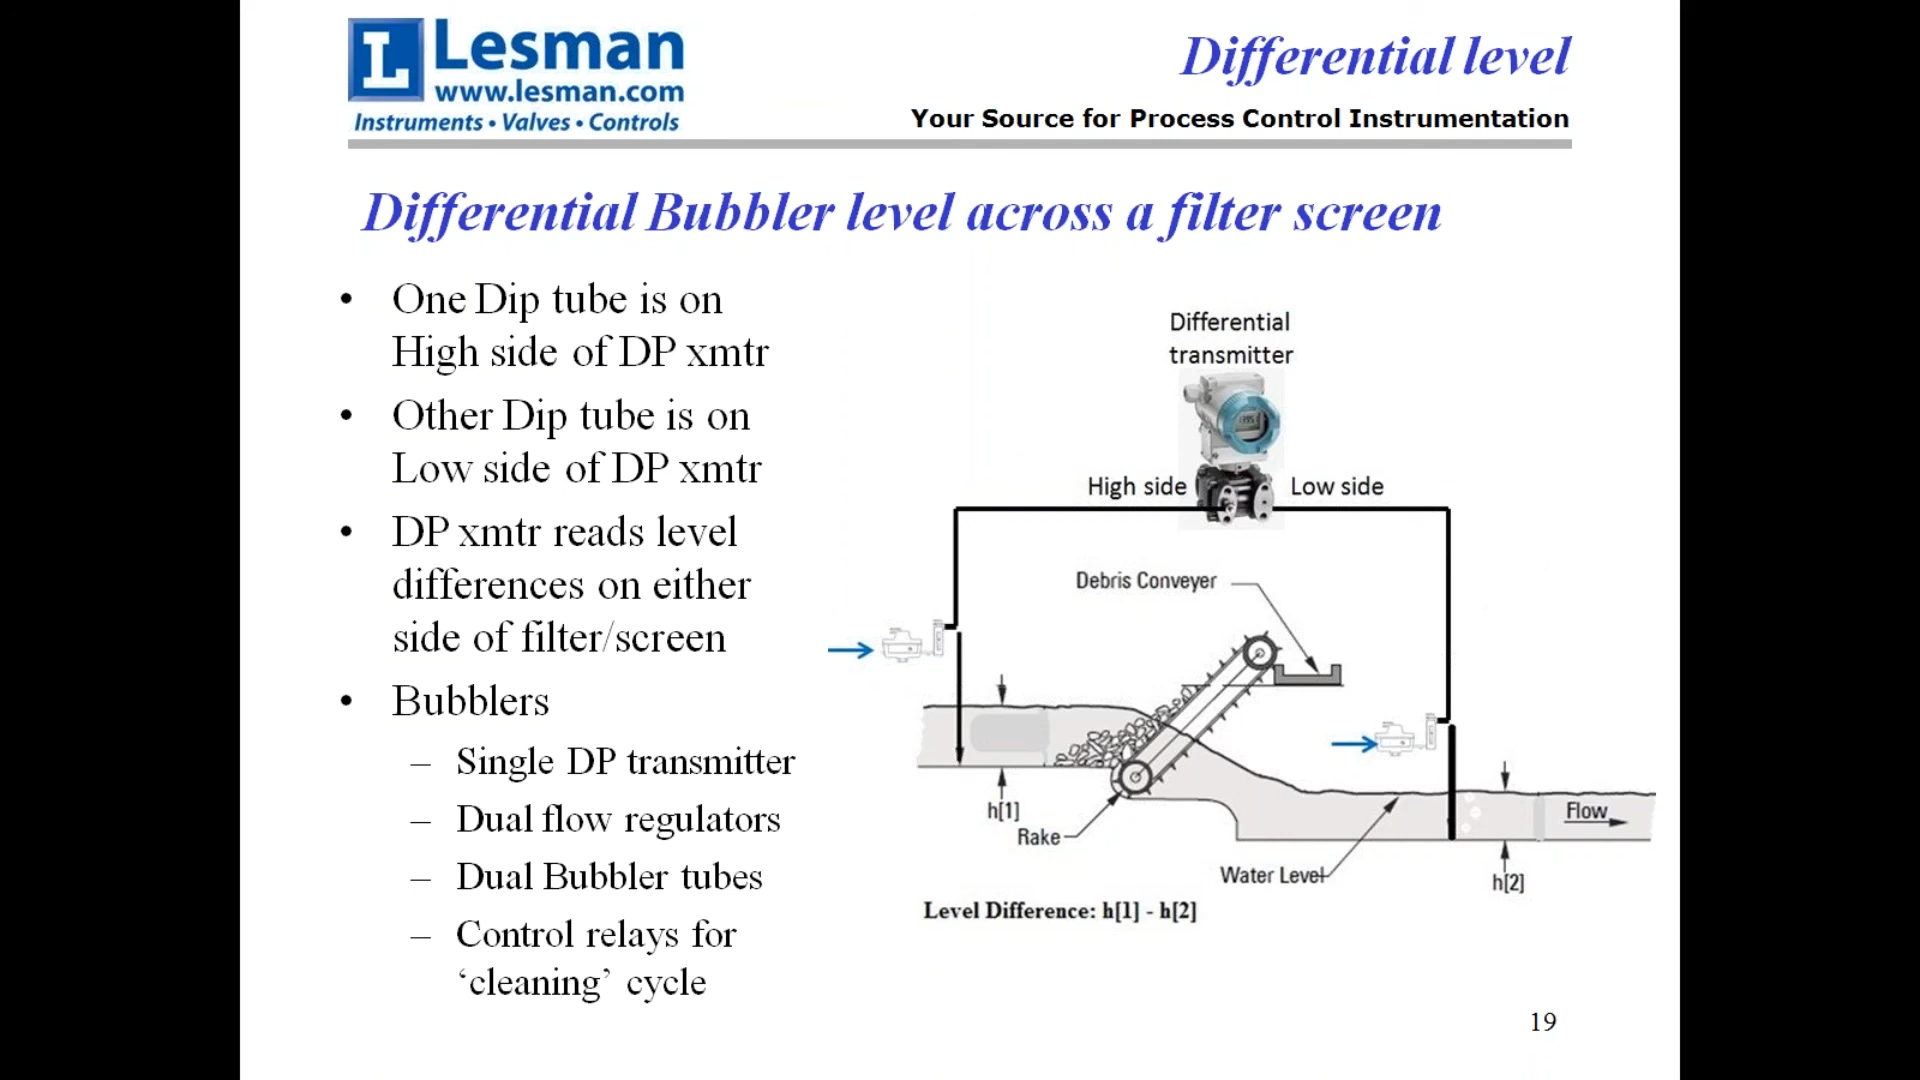 Lesman
www.lesman.com
Instruments • Valves • Controls
Differential level
Your Source for Process Control Instrumentation
Differential Bubbler level across a filter screen
• One Dip tube is on
High side of DP xmtr
• Other Dip tube is on
Low side of DP xmtr
• DP xmtr reads level
differences on either
side of filter/screen
• Bubblers
– Single DP transmitter
– Dual flow regulators
– Dual Bubbler tubes
– Control relays for
‘cleaning’ cycle
Differential
transmitter
High side
Low side
Debris Conveyer
h[1]
Rake
Flow
Water Level
h[2]
Level Difference: h[1] - h[2]
19